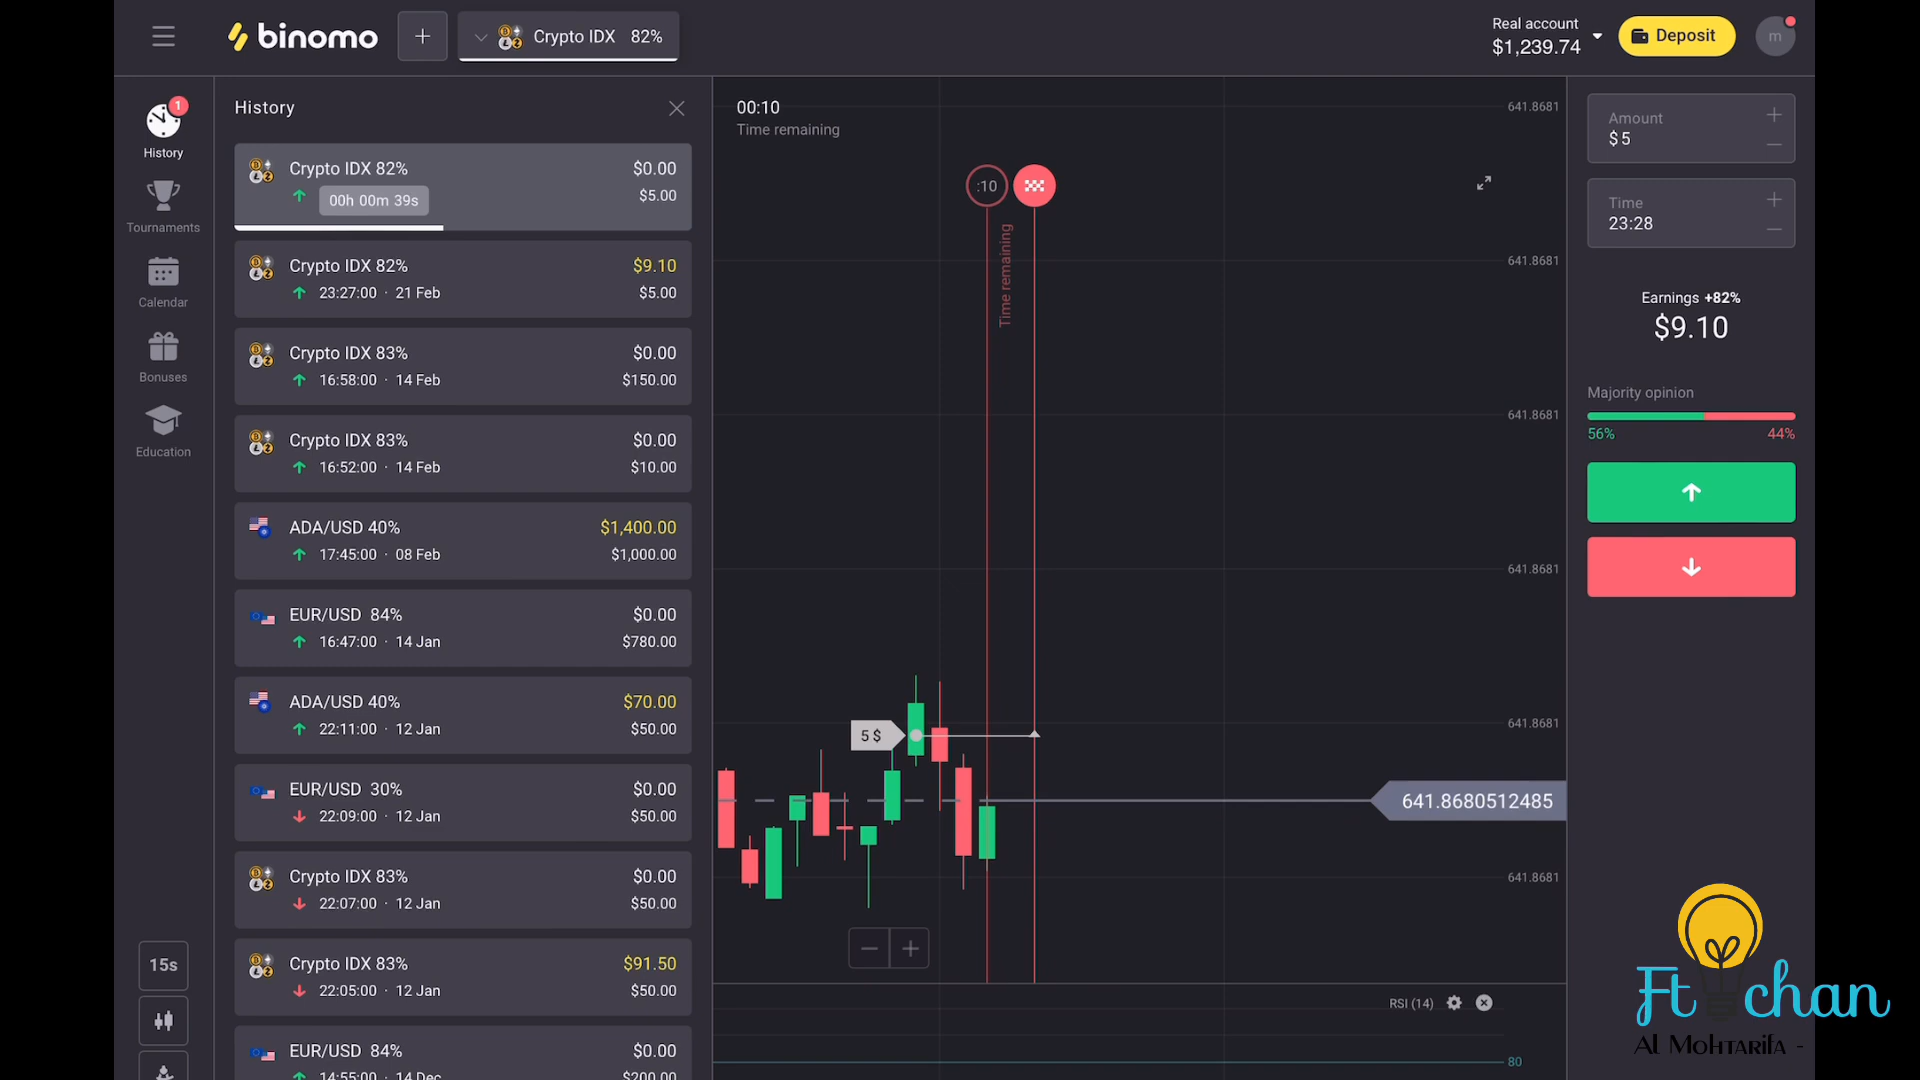 binomo
+
Crypto IDX 82%
Real account
$1,239.74
Deposit
m
1
History
Tournaments
Calendar
Bonuses
Education
15s
History
Crypto IDX 82% $0.00
00h 00m 39s $5.00
Crypto IDX 82% $9.10
23:27:00 · 21 Feb $5.00
Crypto IDX 83% $0.00
16:58:00 · 14 Feb $150.00
Crypto IDX 83% $0.00
16:52:00 · 14 Feb $10.00
ADA/USD 40% $1,400.00
17:45:00 · 08 Feb $1,000.00
EUR/USD 84% $0.00
16:47:00 · 14 Jan $780.00
ADA/USD 40% $70.00
22:11:00 · 12 Jan $50.00
EUR/USD 30% $0.00
22:09:00 · 12 Jan $50.00
Crypto IDX 83% $0.00
22:07:00 · 12 Jan $50.00
Crypto IDX 83% $91.50
22:05:00 · 12 Jan $50.00
EUR/USD 84% $0.00
14:55:00 · 14 Dec $200.00
00:10
Time remaining
:10
Time remaining
641.8681
641.8681
641.8681
641.8681
641.8681
641.8681
5 $
641.8680512485
− +
RSI (14)
80
Amount
$5
Time
23:28
Earnings +82%
$9.10
Majority opinion
56% 44%
Ft chan
Al Mohtarifa -